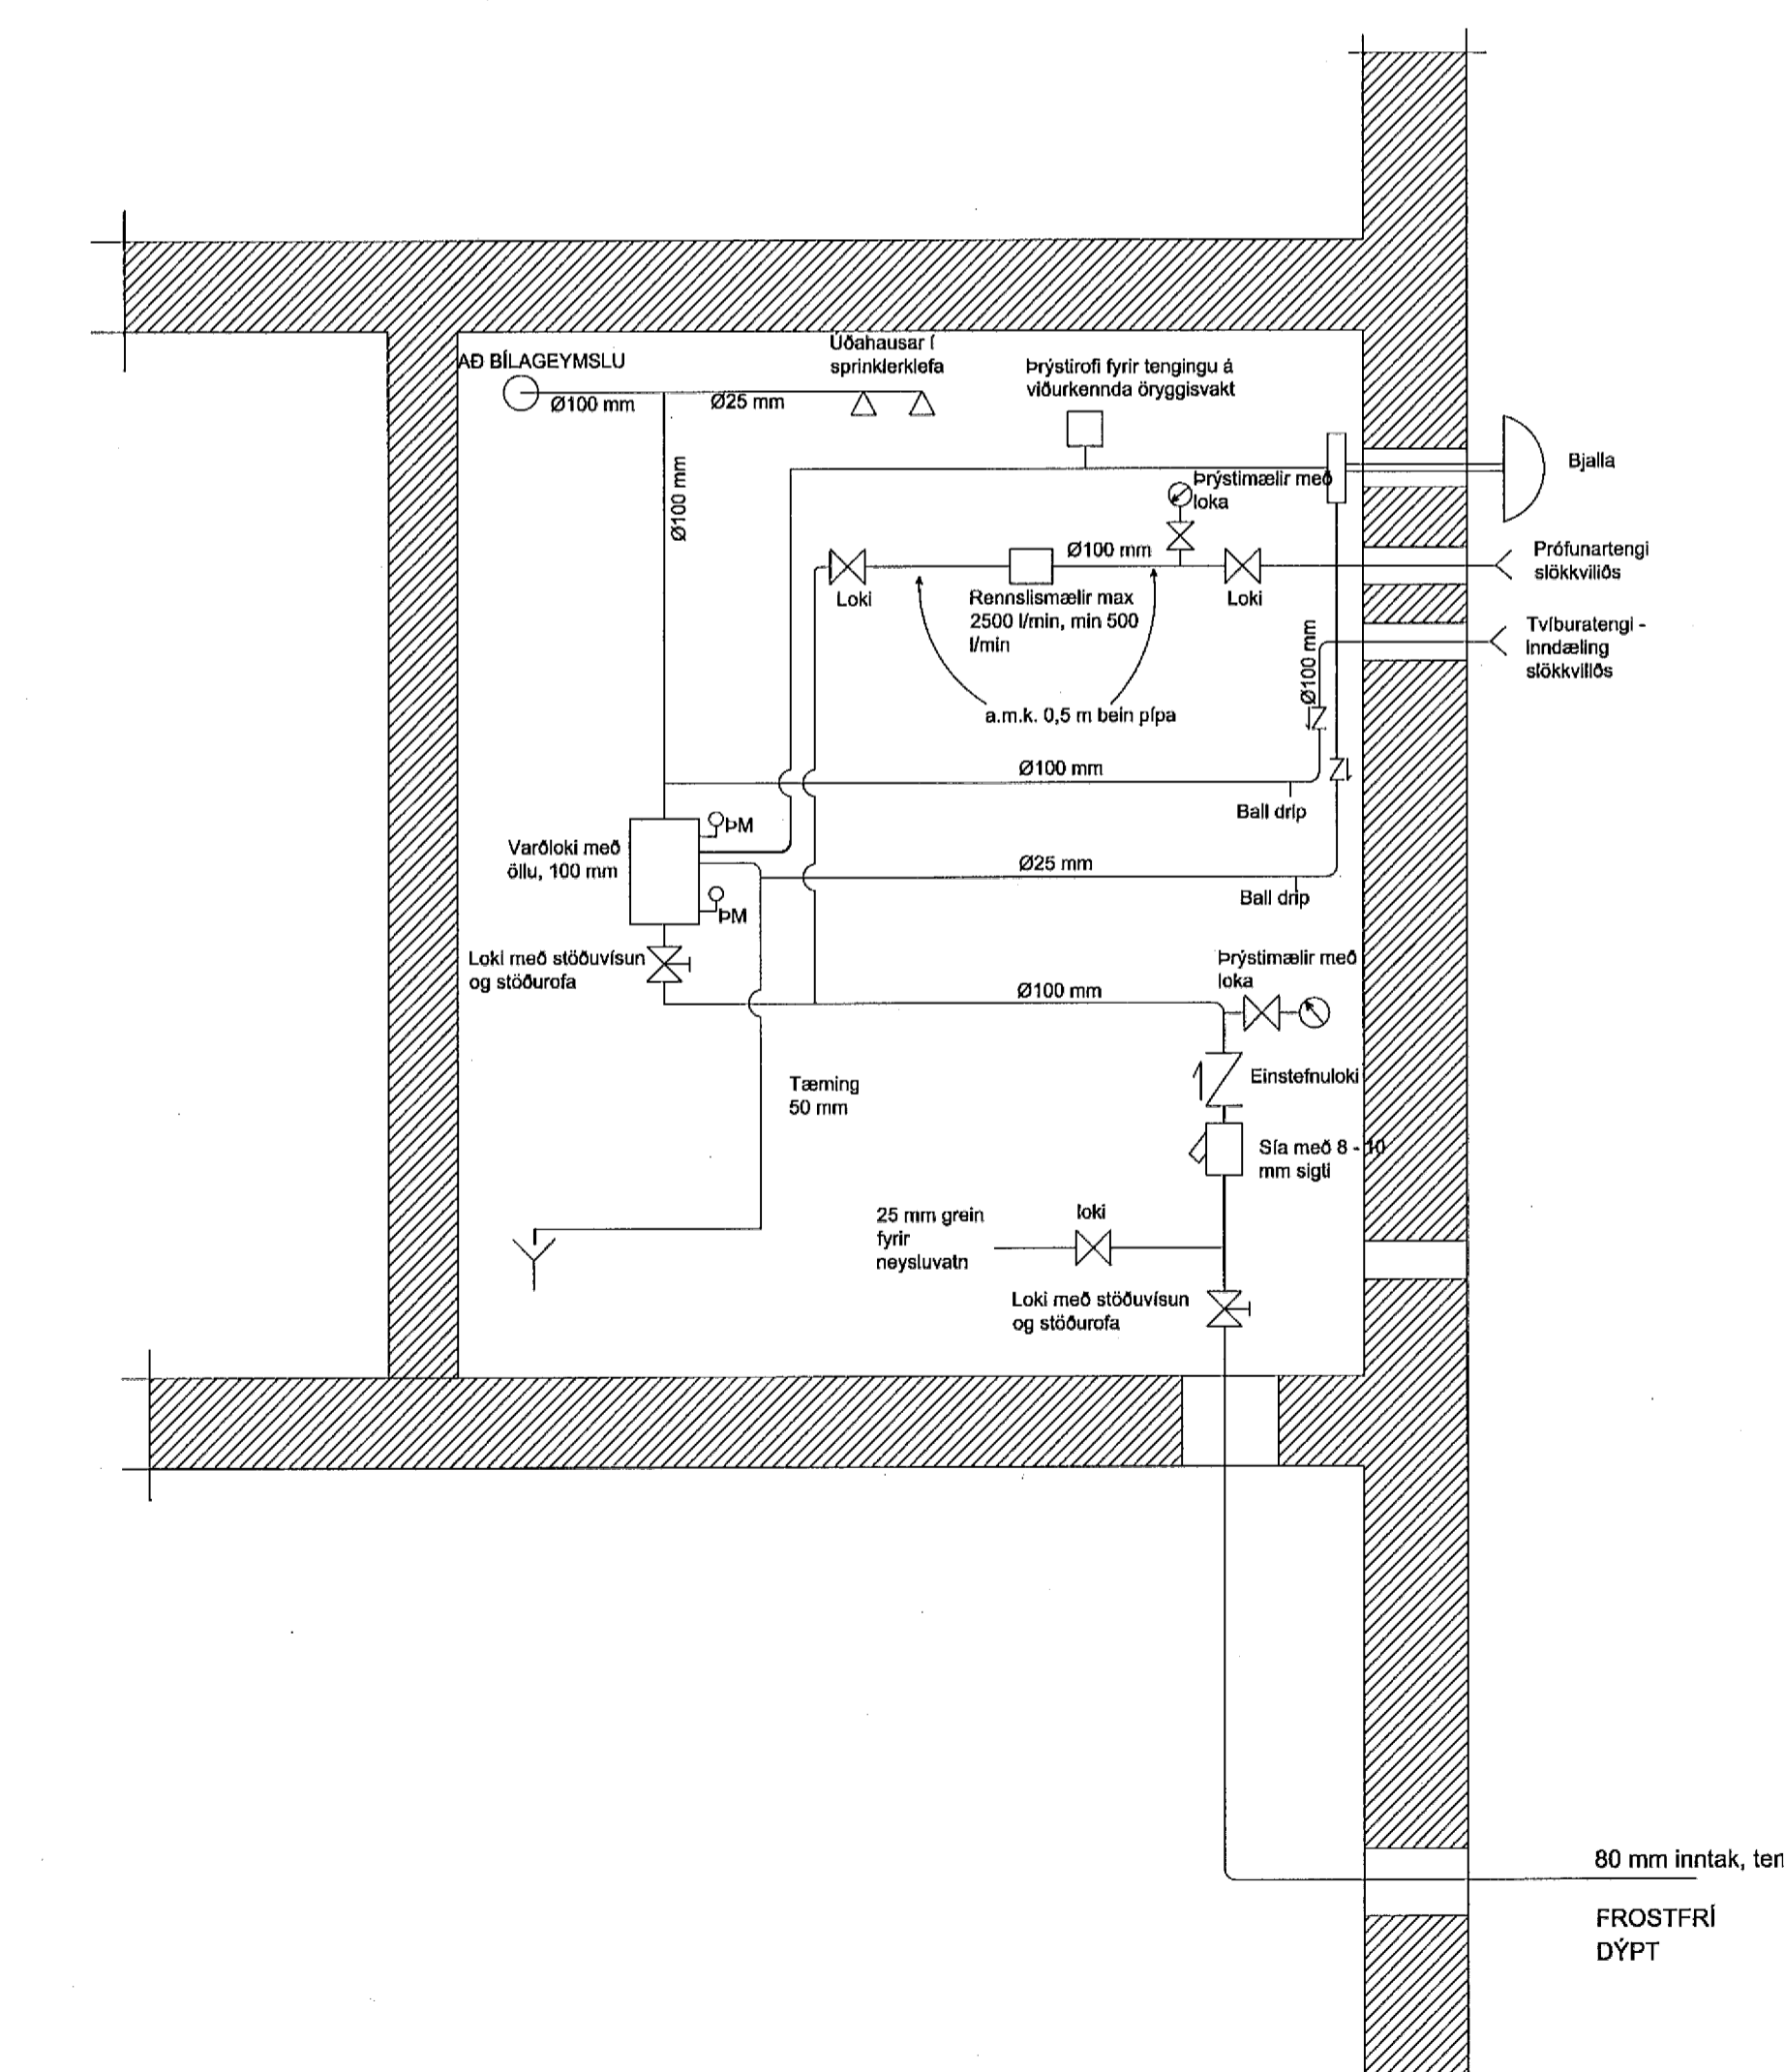 AÐ BÍLAGEYMSLU
Ø100 mm
Ø25 mm
Úðahausar í
sprinklerklefa
Þrýstirofi fyrir tengingu á
viðurkennda öryggisvakt
Bjalla
Ø100 mm
Þrýstimælir með
loka
Ø100 mm
Loki
Rennslismælir max
2500 l/min, min 500
l/min
Loki
Prófunartengi
slökkviliðs
Tvíburatengi -
Inndæling
slökkviliðs
Ø100 mm
a.m.k. 0,5 m bein pípa
Ø100 mm
Ball drip
ÞM
Varðloki með
öllu, 100 mm
Ø25 mm
Ball drip
ÞM
Loki með stöðuvísun
og stöðurofa
Þrýstimælir með
loka
Ø100 mm
Einstefnuloki
Tæming
50 mm
Sía með 8 - 10
mm sigti
25 mm grein
fyrir
neysluvatn
loki
Loki með stöðuvísun
og stöðurofa
80 mm inntak, ten
FROSTFRÍ
DÝPT